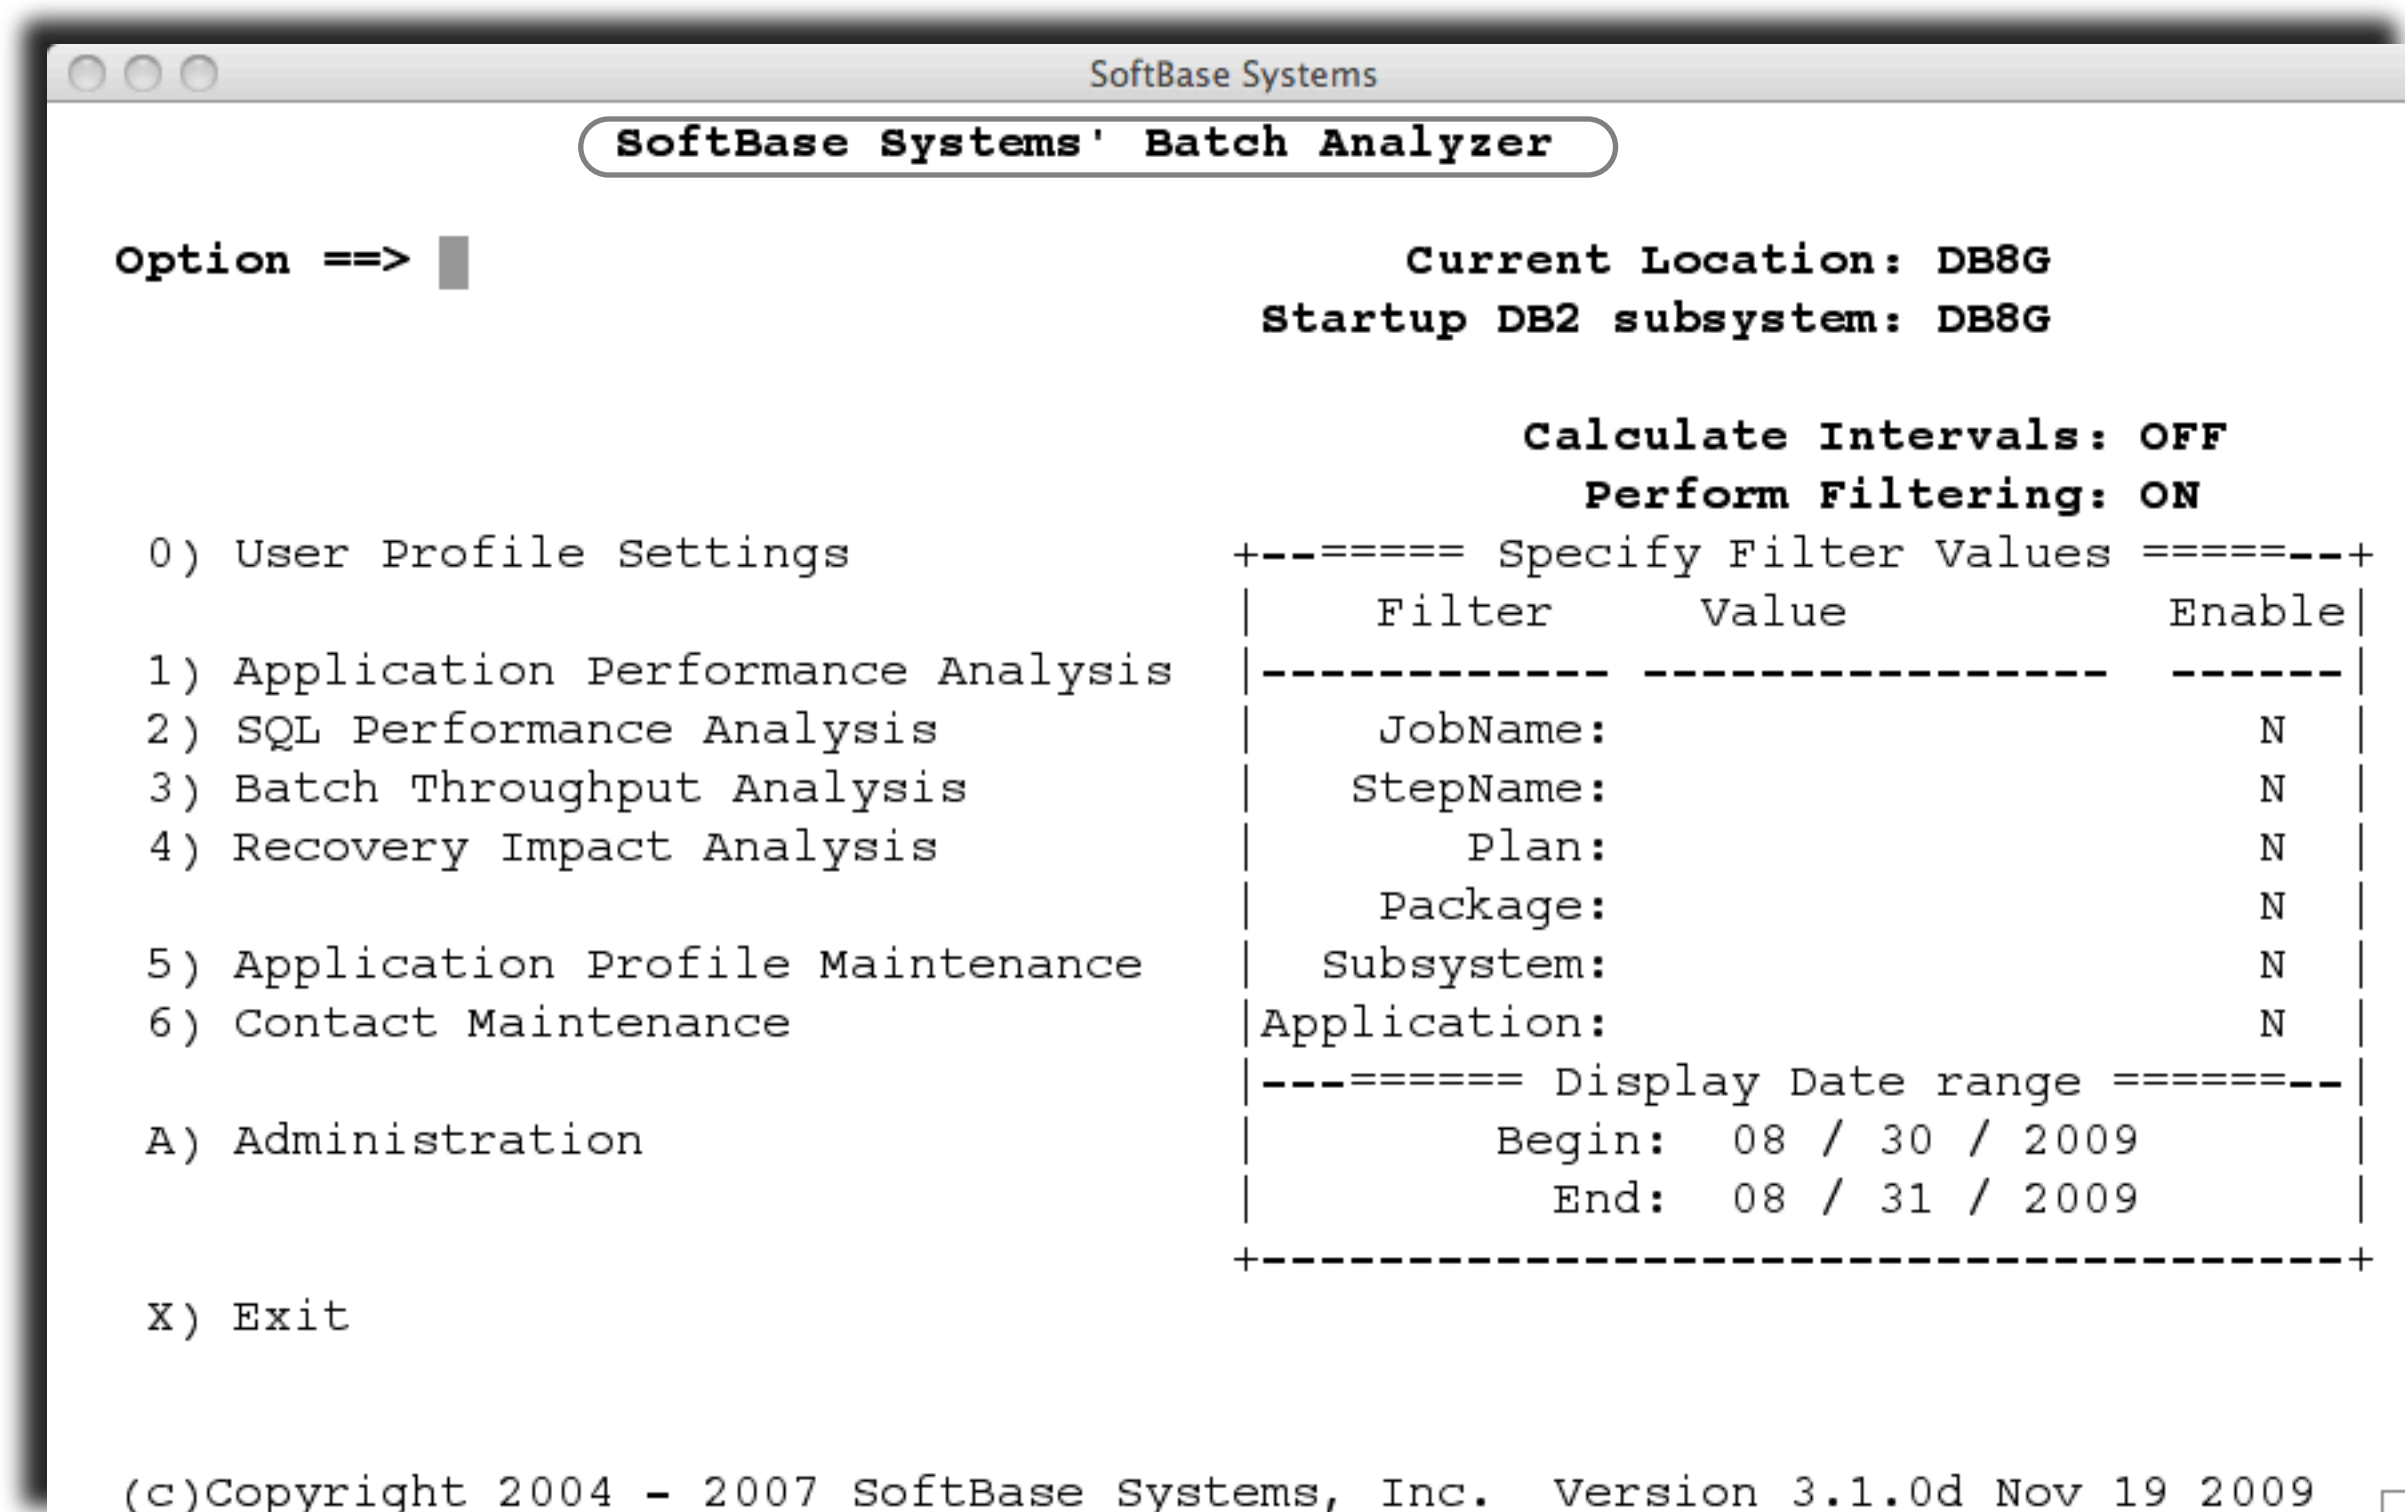 SoftBase Systems
SoftBase Systems' Batch Analyzer
Option ==>                                  Current Location: DB8G
                                       Startup DB2 subsystem: DB8G
                                                Calculate Intervals: OFF
                                                  Perform Filtering: ON
 0) User Profile Settings             +--===== Specify Filter Values =====--+
                                      |    Filter     Value           Enable|
 1) Application Performance Analysis  |------------ ----------------  ------|
 2) SQL Performance Analysis          |    JobName:                      N  |
 3) Batch Throughput Analysis         |   StepName:                      N  |
 4) Recovery Impact Analysis          |       Plan:                      N  |
                                      |    Package:                      N  |
 5) Application Profile Maintenance   |  Subsystem:                      N  |
 6) Contact Maintenance               |Application:                      N  |
                                      |---====== Display Date range ======--|
 A) Administration                    |        Begin:  08 / 30 / 2009       |
                                      |          End:  08 / 31 / 2009       |
                                      +-------------------------------------+
 X) Exit
(c)Copyright 2004 - 2007 SoftBase Systems, Inc.  Version 3.1.0d Nov 19 2009